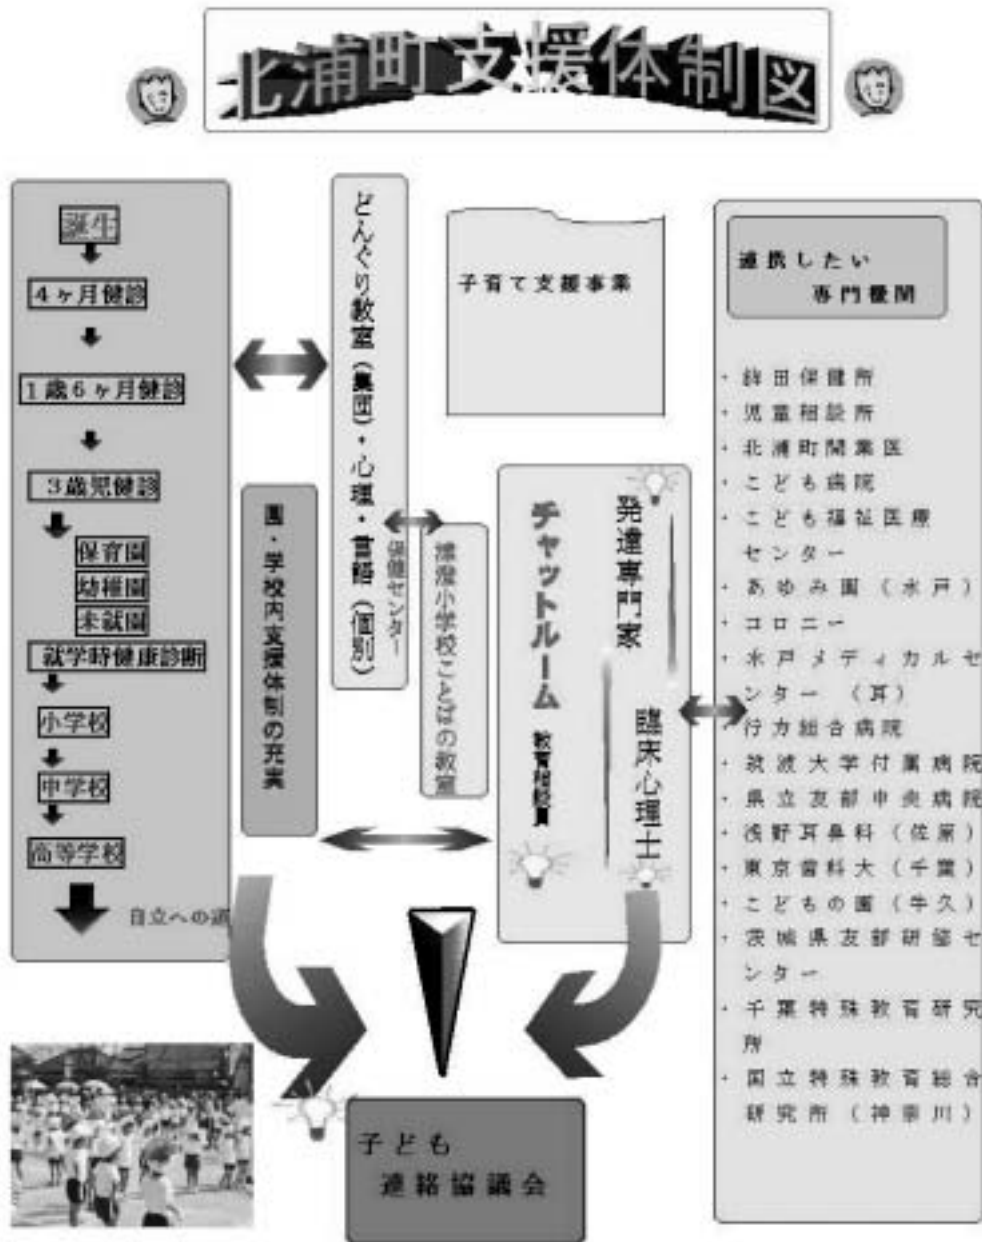 北浦町支援体制図
誕生
4ヶ月健診
1歳6ヶ月健診
3歳児健診
保育園
幼稚園
未就園
就学時健康診断
小学校
中学校
高等学校
自立への道
どんぐり教室(集団)・心理・言語(個別)
保健センター
園・学校内支援体制の充実
小学校ことばの教室
子育て支援事業
チャットルーム
教育相談員
発達専門家
臨床心理士
連携したい
専門機関
・鉾田保健所
・児童相談所
・北浦町開業医
・こども病院
・こども福祉医療
センター
・あゆみ園(水戸)
・コロニー
・水戸メディカルセ
ンター (耳)
・行方総合病院
・筑波大学付属病院
・県立友部中央病院
・浅野耳鼻科(佐原)
・東京歯科大(千葉)
・こどもの園(牛久)
・茨城県友部研修セ
ンター
・千葉特殊教育研究
所
・国立特殊教育総合
研究所(神奈川)
子ども
連絡協議会